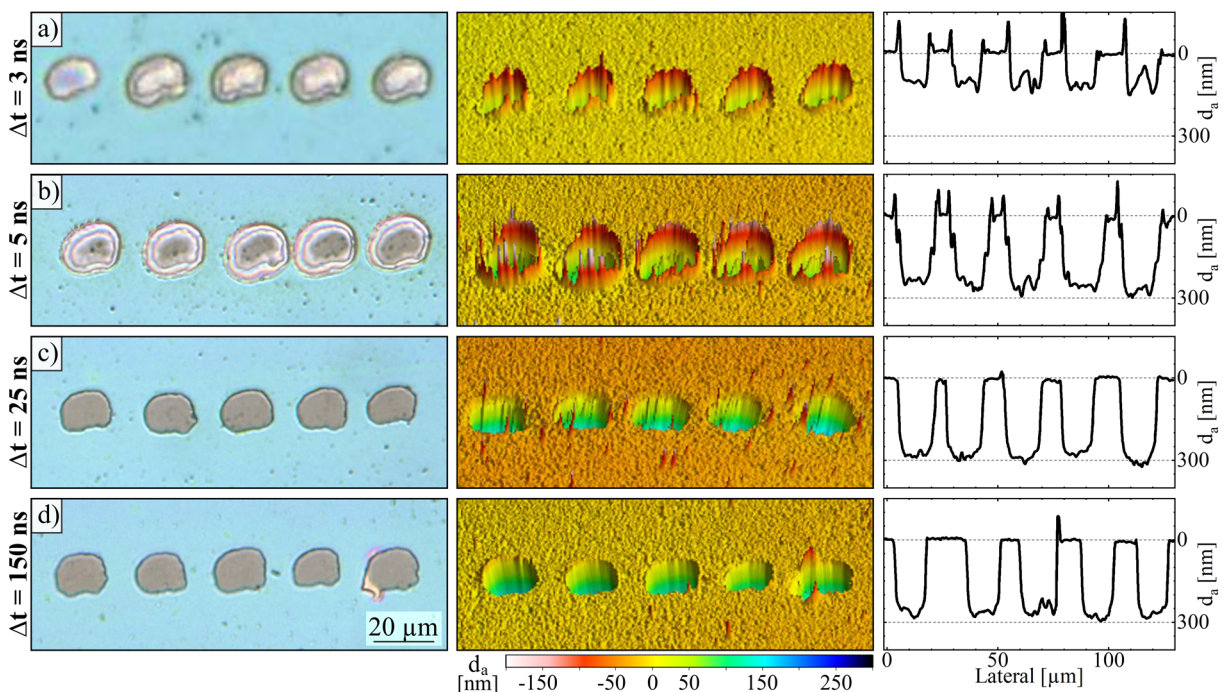 a)
Δt = 3 ns
0
300
d_a [nm]
b)
Δt = 5 ns
0
300
d_a [nm]
c)
Δt = 25 ns
0
300
d_a [nm]
d)
Δt = 150 ns
20 µm
0
300
d_a [nm]
d_a
[nm]
-150 -50 0 50 150 250
0 50 100
Lateral [µm]